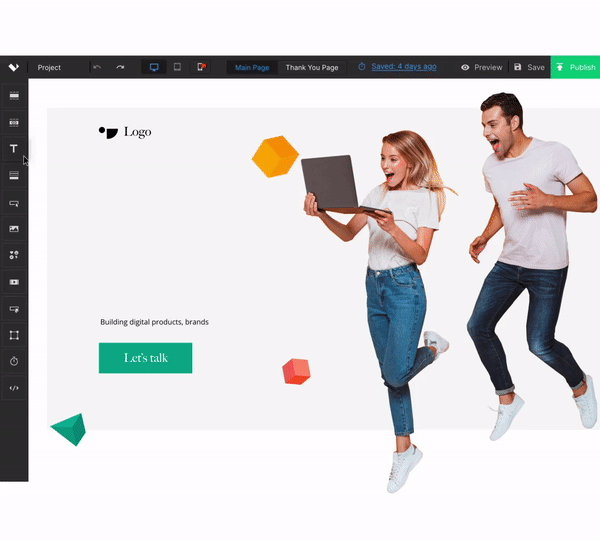 Project
Main Page
Thank You Page
Saved: 4 days ago
Preview
Save
Publish
T
Logo
Building digital products, brands
Let's talk